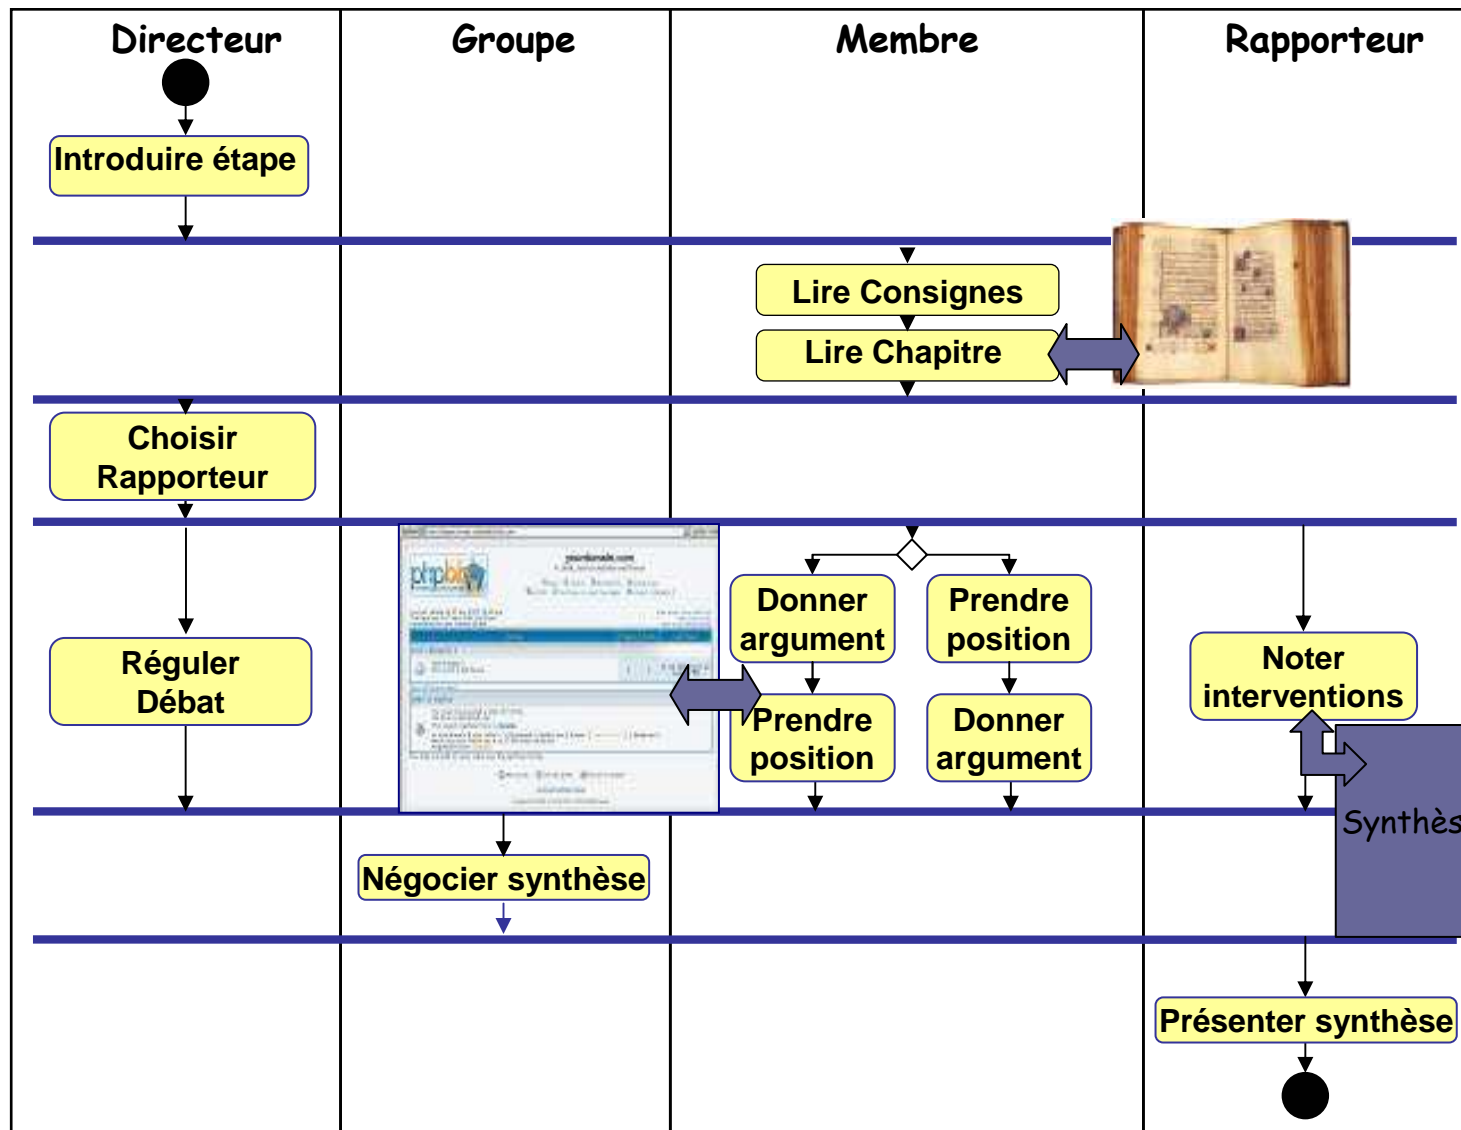 Directeur
Groupe
Membre
Rapporteur
Introduire étape
Lire Consignes
Lire Chapitre
Choisir
Rapporteur
Donner
argument
Prendre
position
Réguler
Débat
Noter
interventions
Prendre
position
Donner
argument
Synthès
Négocier synthèse
Présenter synthèse